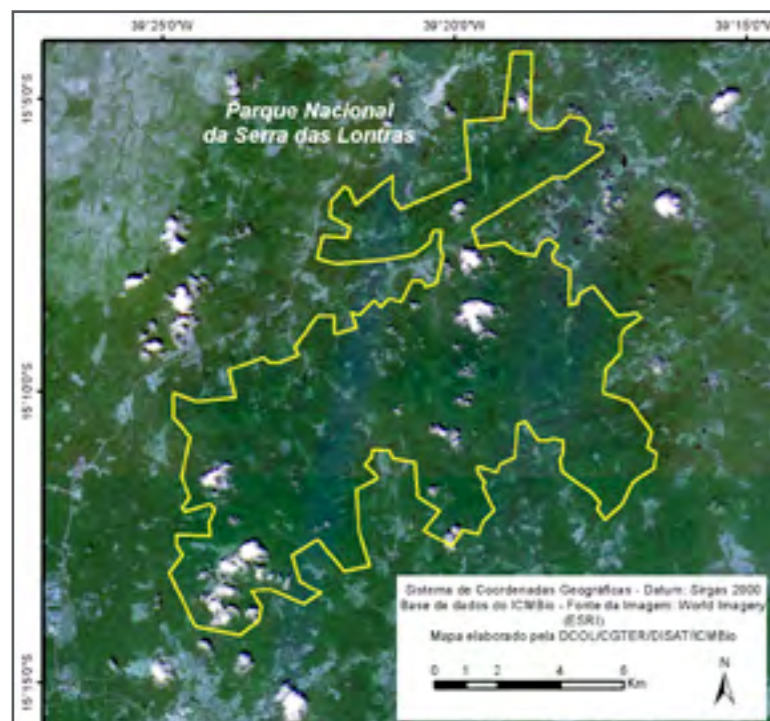 39°25'0"W 39°20'0"W 39°15'0"W
15°5'0"S
Parque Nacional
da Serra das Lontras
15°10'0"S
Sistema de Coordenadas Geográficas - Datum: Sirgas 2000
Base de dados do ICMBio - Fonte da Imagem: World Imagery
(ESRI)
Mapa elaborado pela DCOL/CGTER/DISAT/ICMBio
N
0 1 2 4 6
Km
15°15'0"S